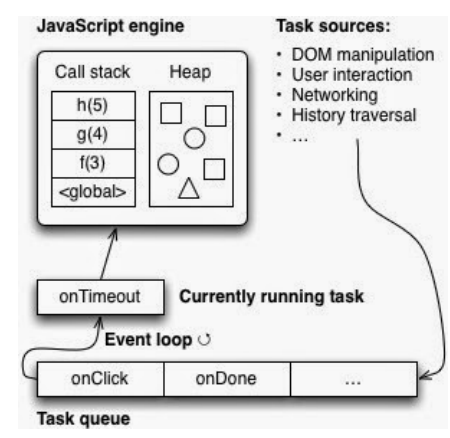 JavaScript engine
Call stack
Heap
h(5)
g(4)
f(3)
<global>
Task sources:
• DOM manipulation
• User interaction
• Networking
• History traversal
• …
onTimeout
Currently running task
Event loop
onClick
onDone
…
Task queue